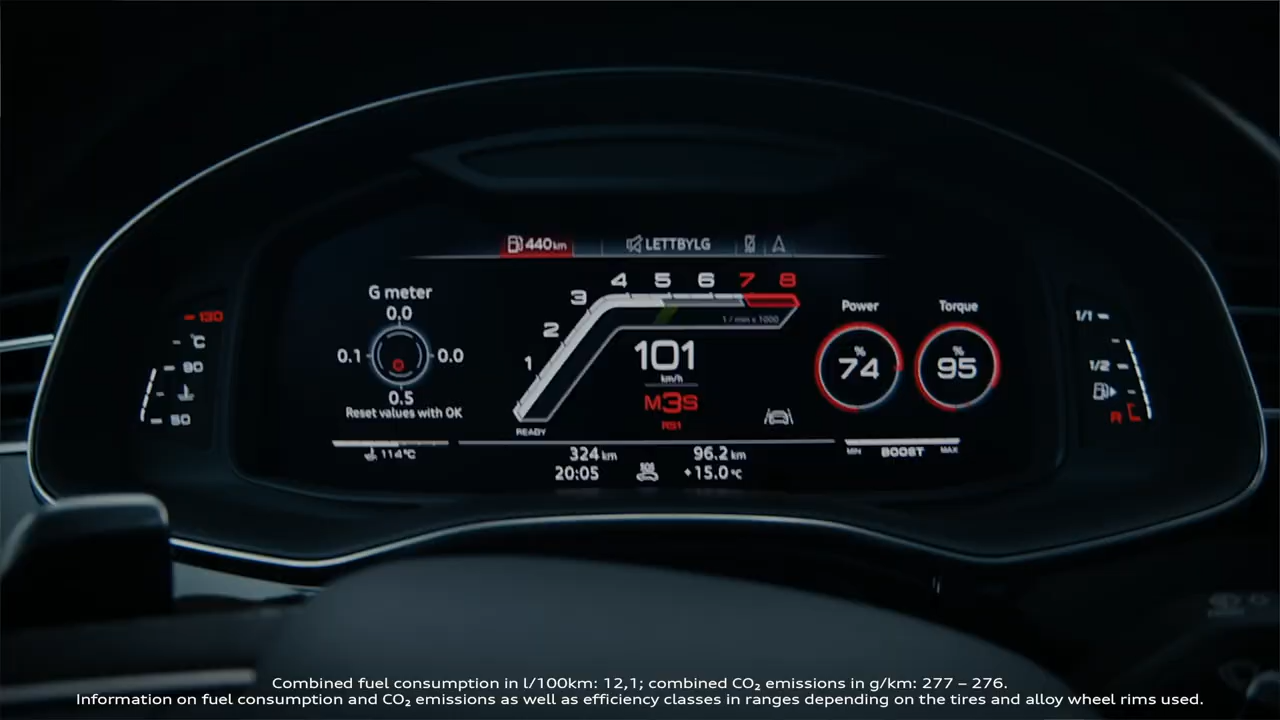 440 km
LETTBYLG
G meter
0.0
0.1
0.0
0.5
Reset values with OK
130
°C
90
50
1
2
3
4
5
6
7
8
1 / min x 1000
101
km/h
M3S
RS1
READY
Power
%
74
Torque
%
95
1/1
1/2
R
114°C
324 km
96.2 km
20:05
SOS
+15.0 °C
MIN
BOOST
MAX
Combined fuel consumption in l/100km: 12,1; combined CO₂ emissions in g/km: 277 – 276.
Information on fuel consumption and CO₂ emissions as well as efficiency classes in ranges depending on the tires and alloy wheel rims used.